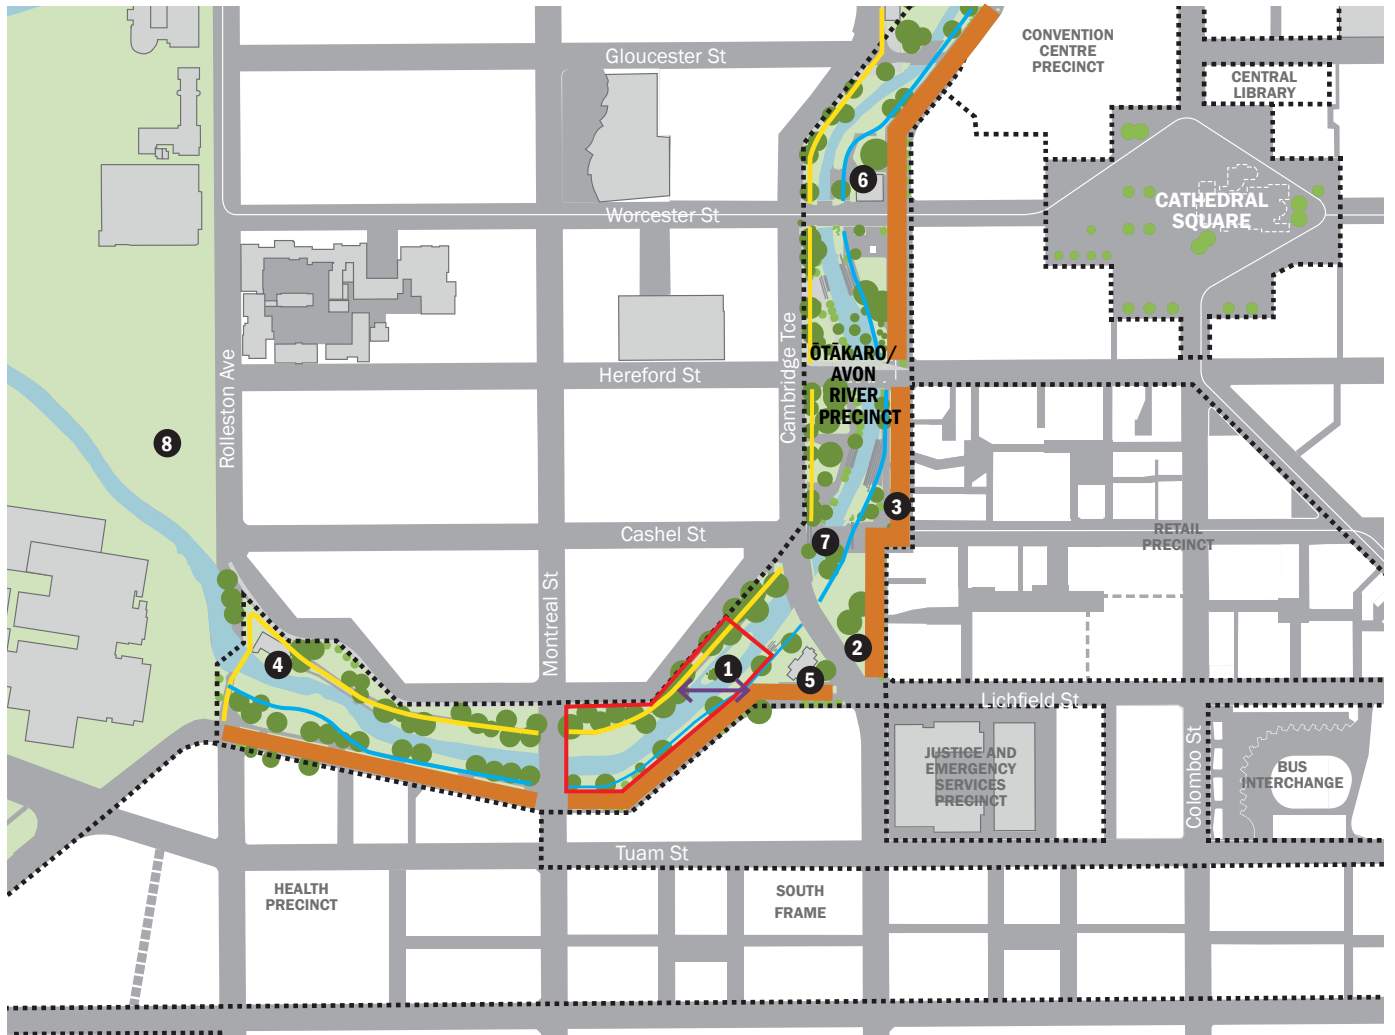 Gloucester St
CONVENTION
CENTRE
PRECINCT
CENTRAL
LIBRARY
6
Worcester St
CATHEDRAL
SQUARE
Rolleston Ave
Cambridge Tce
Hereford St
ŌTĀKARO/
AVON
RIVER
PRECINCT
8
3
Cashel St
7
RETAIL
PRECINCT
Montreal St
4
1
2
5
Lichfield St
Colombo St
JUSTICE AND
EMERGENCY
SERVICES
PRECINCT
BUS
INTERCHANGE
Tuam St
HEALTH
PRECINCT
SOUTH
FRAME